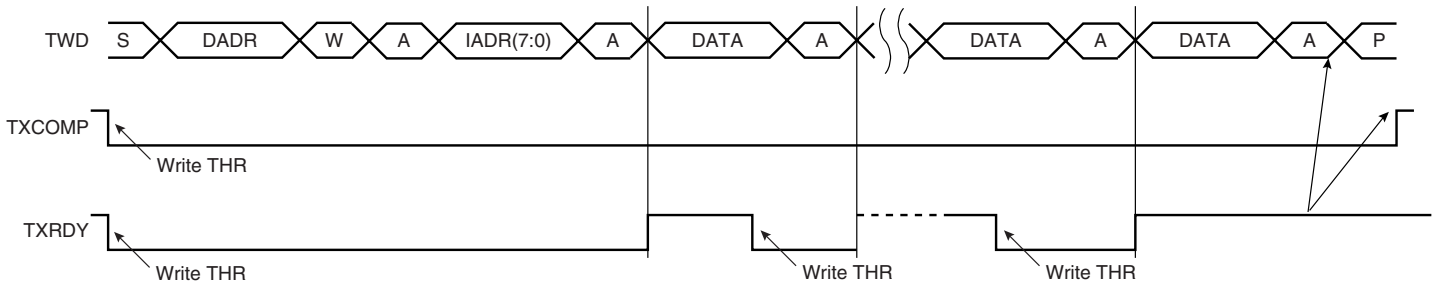 TWD S DADR W A IADR(7:0) A DATA A DATA A DATA A P
TXCOMP
Write THR
TXRDY
Write THR Write THR Write THR